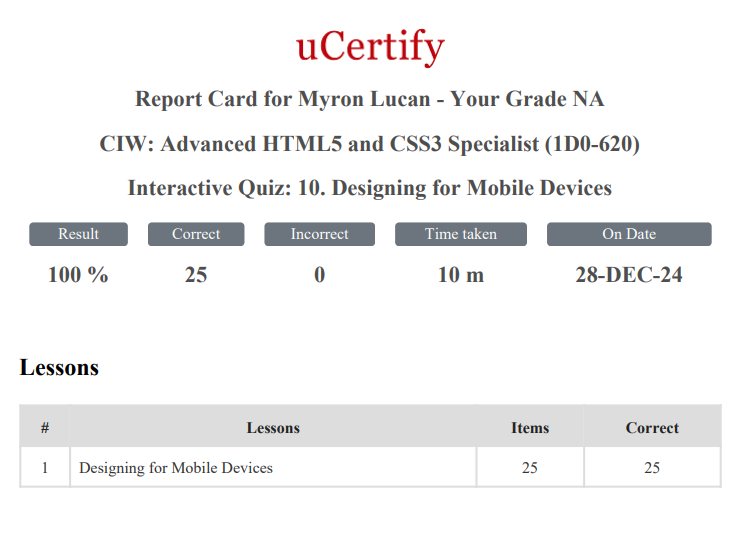 uCertify
Report Card for Myron Lucan - Your Grade NA
CIW: Advanced HTML5 and CSS3 Specialist (1D0-620)
Interactive Quiz: 10. Designing for Mobile Devices
Result Correct Incorrect Time taken On Date
100 % 25 0 10 m 28-DEC-24
Lessons
# Lessons Items Correct
1 Designing for Mobile Devices 25 25